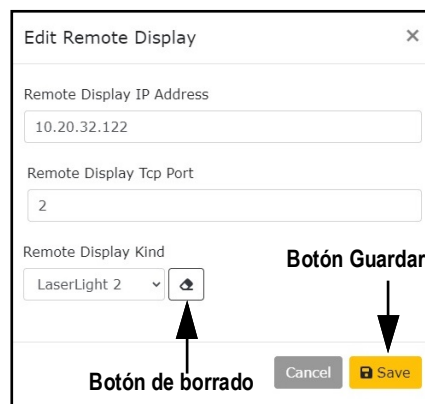 Edit Remote Display
Remote Display IP Address
10.20.32.122
Remote Display Tcp Port
2
Remote Display Kind
LaserLight 2
Botón Guardar
Botón de borrado
Cancel
Save